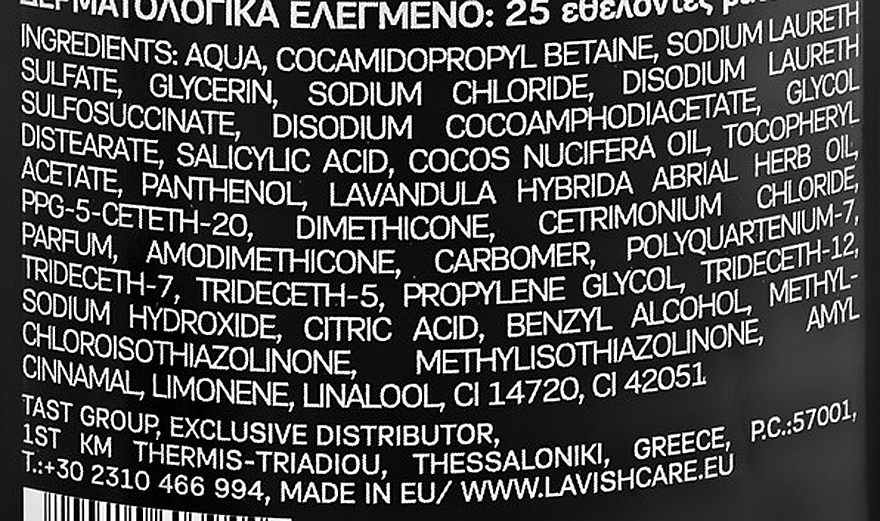 ΔΕΡΜΑΤΟΛΟΓΙΚΑ ΕΛΕΓΜΕΝΟ: 25 εθελοντές
INGREDIENTS: AQUA, COCAMIDOPROPYL BETAINE, SODIUM LAURETH
SULFATE, GLYCERIN, SODIUM CHLORIDE, DISODIUM LAURETH
SULFOSUCCINATE, DISODIUM COCOAMPHODIACETATE, GLYCOL
DISTEARATE, SALICYLIC ACID, COCOS NUCIFERA OIL, TOCOPHERYL
ACETATE, PANTHENOL, LAVANDULA HYBRIDA ABRIAL HERB OIL,
PPG-5-CETETH-20, DIMETHICONE, CETRIMONIUM CHLORIDE,
PARFUM, AMODIMETHICONE, CARBOMER, POLYQUARTENIUM-7,
TRIDECETH-7, TRIDECETH-5, PROPYLENE GLYCOL, TRIDECETH-12,
SODIUM HYDROXIDE, CITRIC ACID, BENZYL ALCOHOL, METHYL-
CHLOROISOTHIAZOLINONE, METHYLISOTHIAZOLINONE, AMYL
CINNAMAL, LIMONENE, LINALOOL, CI 14720, CI 42051
TAST GROUP, EXCLUSIVE DISTRIBUTOR,
1ST KM THERMIS-TRIADIOU, THESSALONIKI, GREECE, P.C.:57001,
T.:+30 2310 466 994, MADE IN EU/ WWW.LAVISHCARE.EU